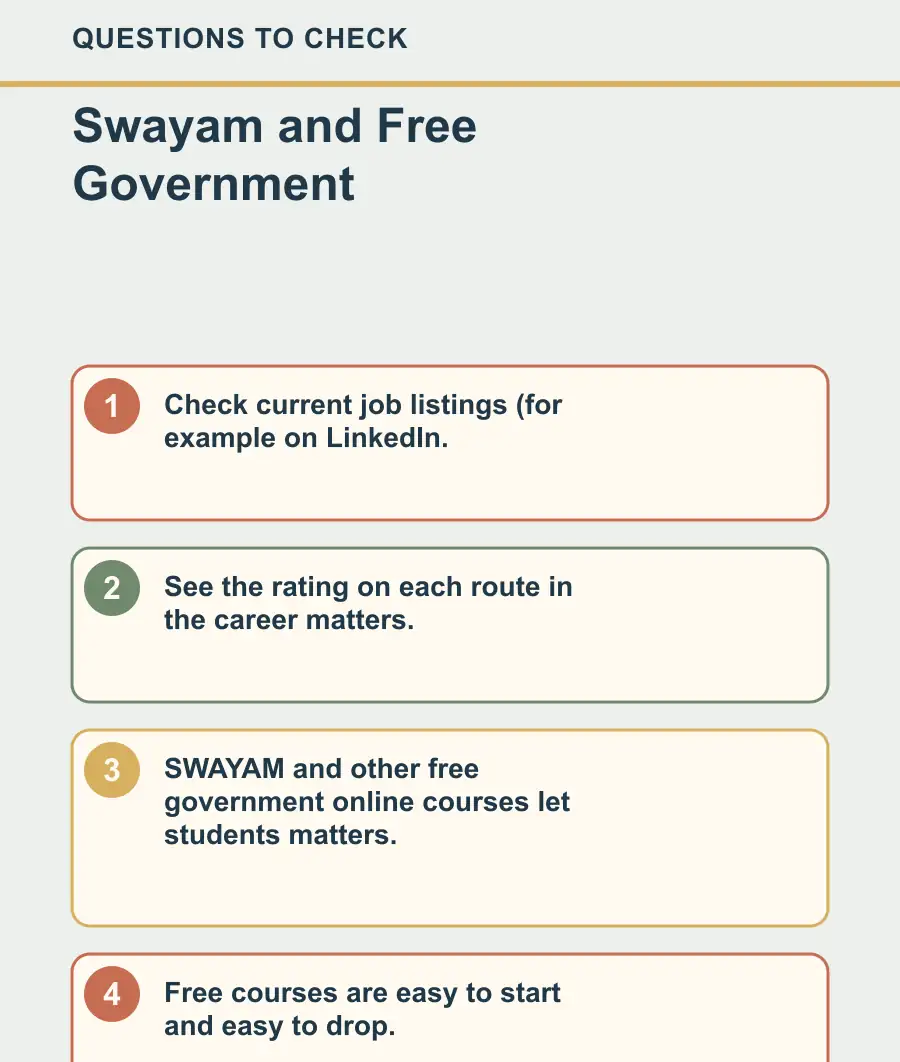 QUESTIONS TO CHECK
Swayam and Free
Government
1
Check current job listings (for
example on LinkedIn.
2
See the rating on each route in
the career matters.
3
SWAYAM and other free
government online courses let
students matters.
4
Free courses are easy to start
and easy to drop.